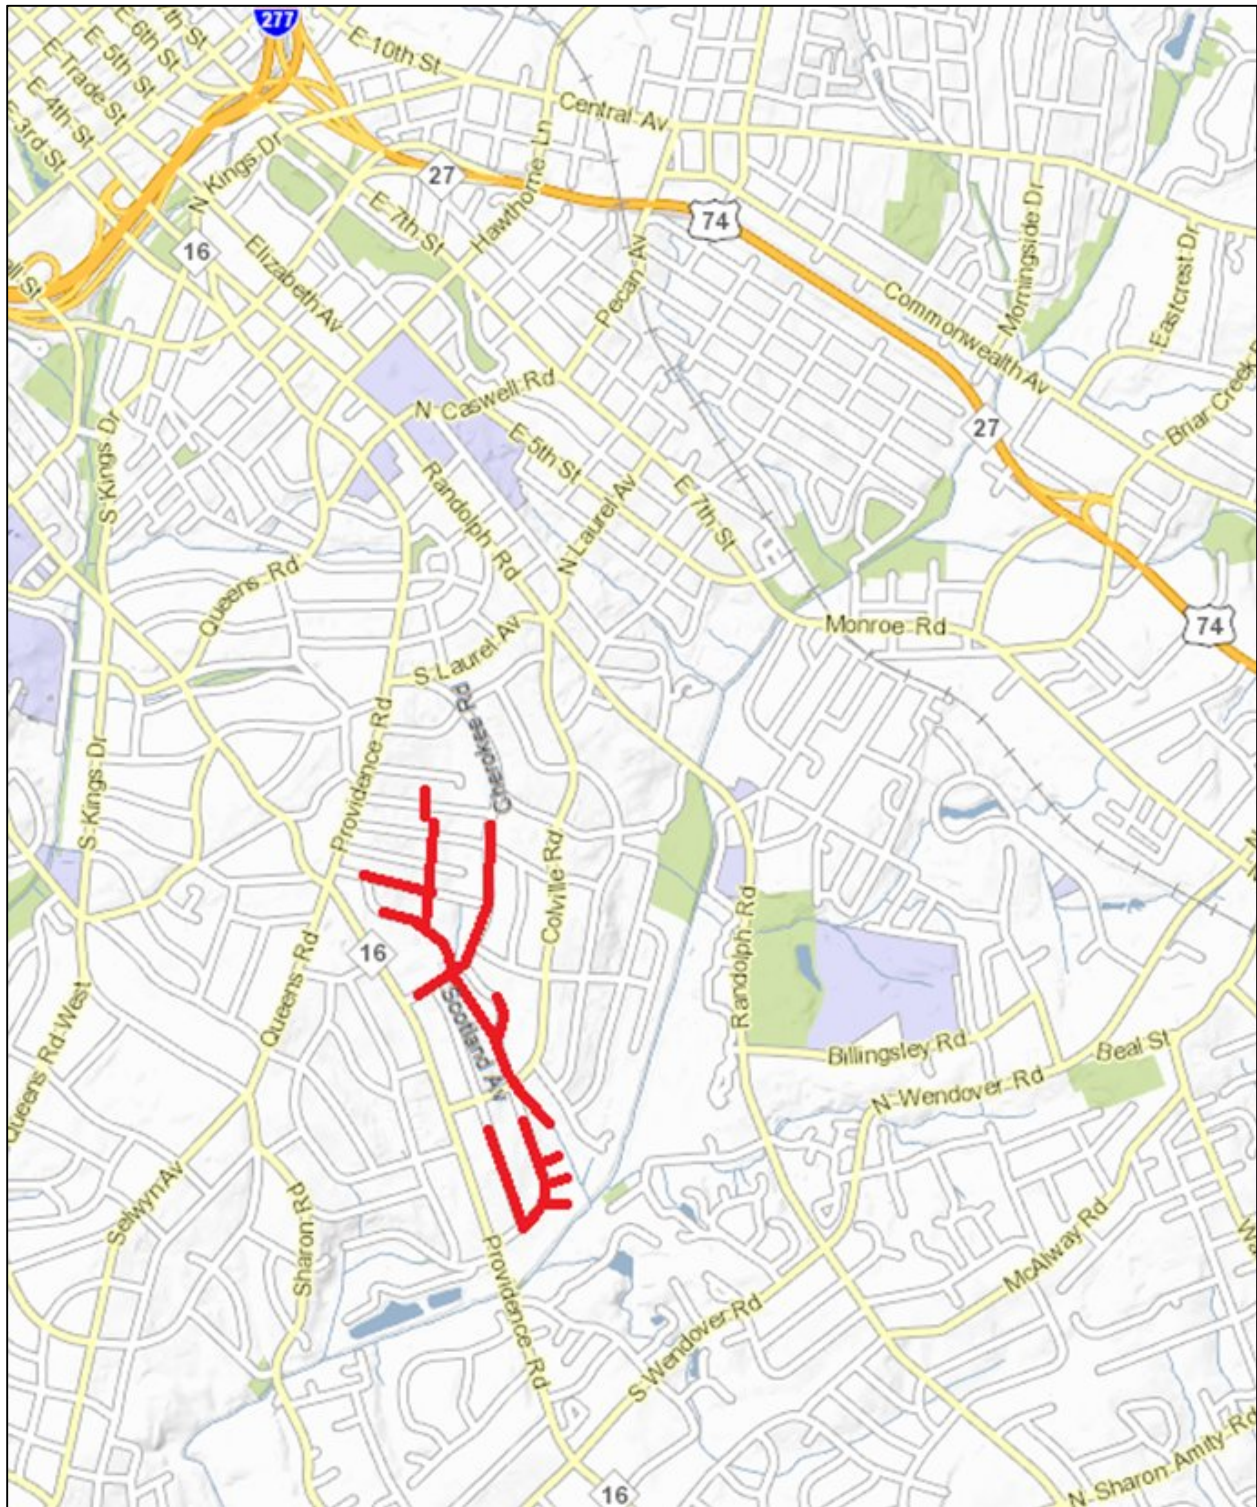 277
E 10th St
7th St
E 6th St
E 5th St
E Trade St
E 4th St
E 3rd St
Central Av
N Kings Dr
27
Hawthorne Ln
E 7th St
74
16
Elizabeth Av
Pecan Av
Morningside Dr
Eastcrest Dr
Commonwealth Av
Briar Creek
27
N Caswell Rd
E 5th St
S Kings Dr
Randolph Rd
N Laurel Av
E 7th St
Queens Rd
Monroe Rd
74
S Laurel Av
Cherokee Rd
Providence Rd
S Kings Dr
Colville Rd
Randolph Rd
16
Queens Rd
Queens Rd West
Scotland Av
Billingsley Rd
Beal St
N Wendover Rd
Selwyn Av
Sharon Rd
McAlway Rd
Providence Rd
S Wendover Rd
N Sharon Amity Rd
16